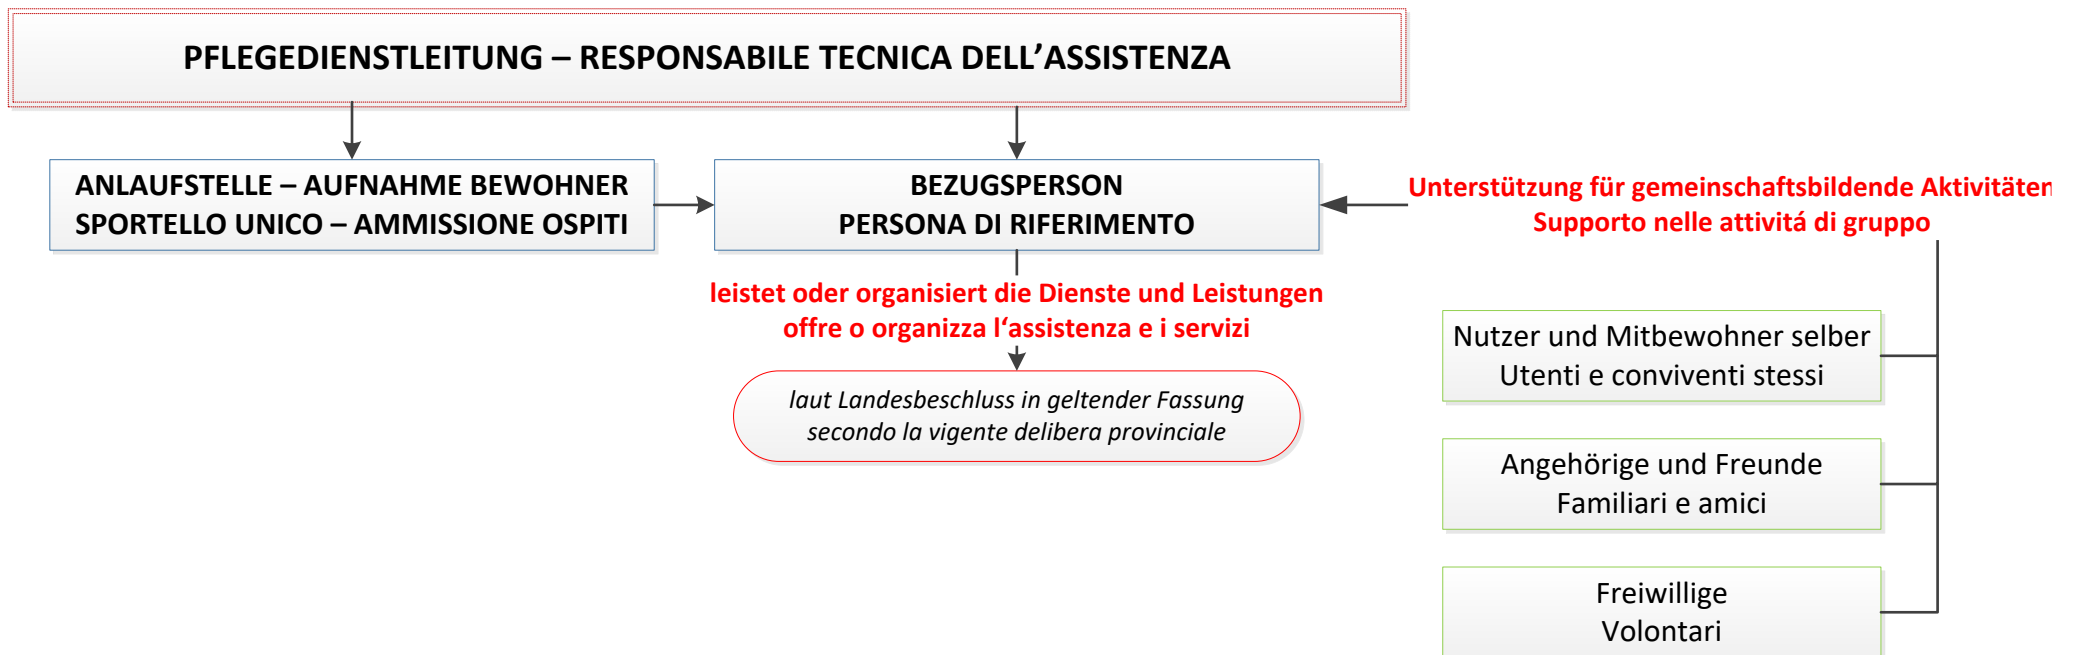 PFLEGEDIENSTLEITUNG – RESPONSABILE TECNICA DELL’ASSISTENZA
ANLAUFSTELLE – AUFNAHME BEWOHNER
SPORTELLO UNICO – AMMISSIONE OSPITI
BEZUGSPERSON
PERSONA DI RIFERIMENTO
Unterstützung für gemeinschaftsbildende Aktivitäten
Supporto nelle attivitá di gruppo
leistet oder organisiert die Dienste und Leistungen
offre o organizza l‘assistenza e i servizi
laut Landesbeschluss in geltender Fassung
secondo la vigente delibera provinciale
Nutzer und Mitbewohner selber
Utenti e conviventi stessi
Angehörige und Freunde
Familiari e amici
Freiwillige
Volontari